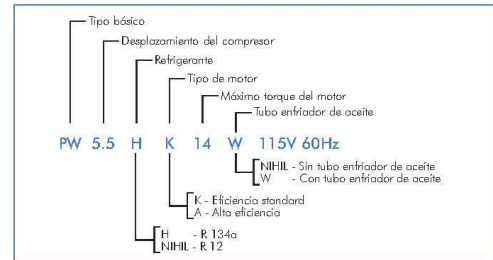 Tipo básico
Desplazamiento del compresor
Refrigerante
Tipo de motor
Máximo torque del motor
Tubo enfriador de aceite
PW 5.5 H K 14 W 115V 60Hz
NIHIL - Sin tubo enfriador de aceite
W - Con tubo enfriador de aceite
K - Eficiencia standard
A - Alta eficiencia
H - R 134a
NIHIL - R 12